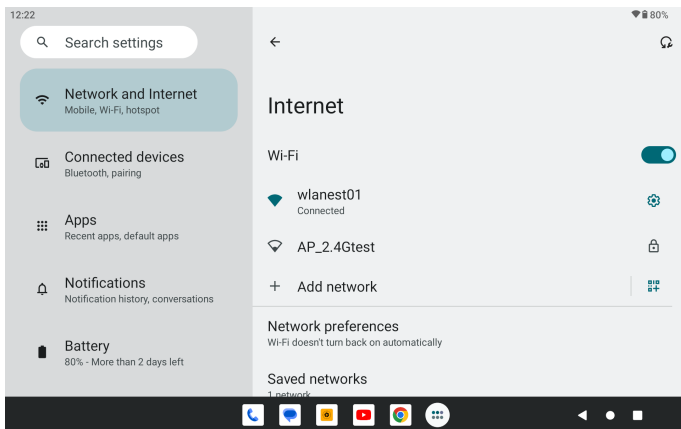 12:22
80%
Search settings
Network and Internet
Mobile, Wi-Fi, hotspot
Connected devices
Bluetooth, pairing
Apps
Recent apps, default apps
Notifications
Notification history, conversations
Battery
80% - More than 2 days left
Internet
Wi-Fi
wlanest01
Connected
AP_2.4Gtest
Add network
Network preferences
Wi-Fi doesn't turn back on automatically
Saved networks
1 network